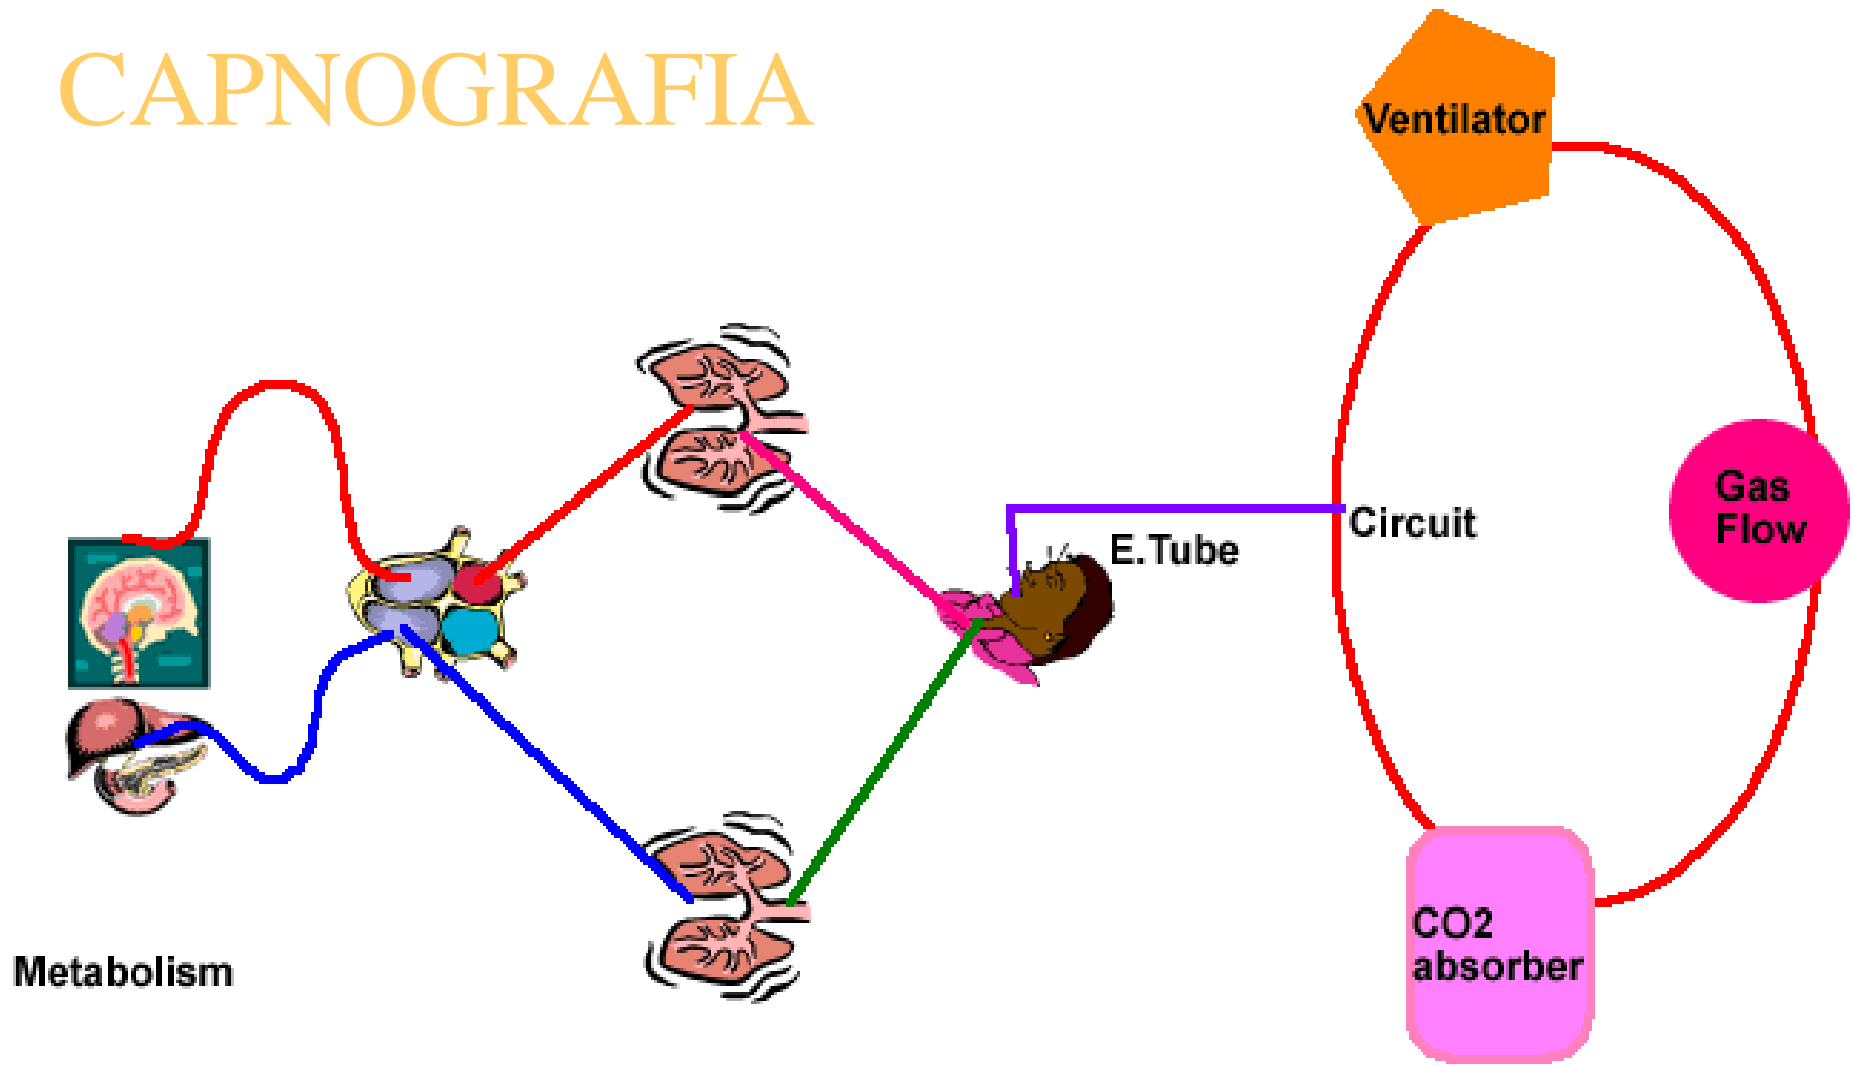 CAPNOGRAFIA
Ventilator
Gas
Flow
Circuit
E.Tube
CO2
absorber
Metabolism